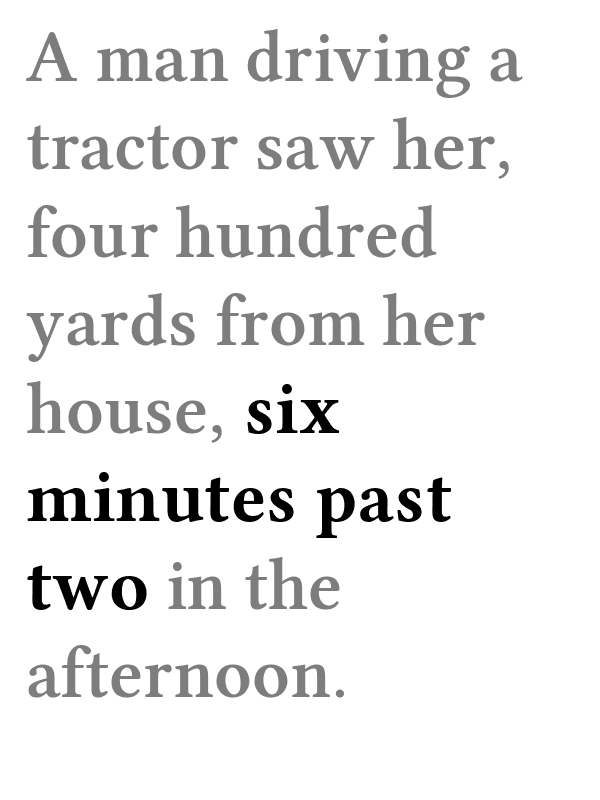 A man driving a
tractor saw her,
four hundred
yards from her
house, six
minutes past
two in the
afternoon.